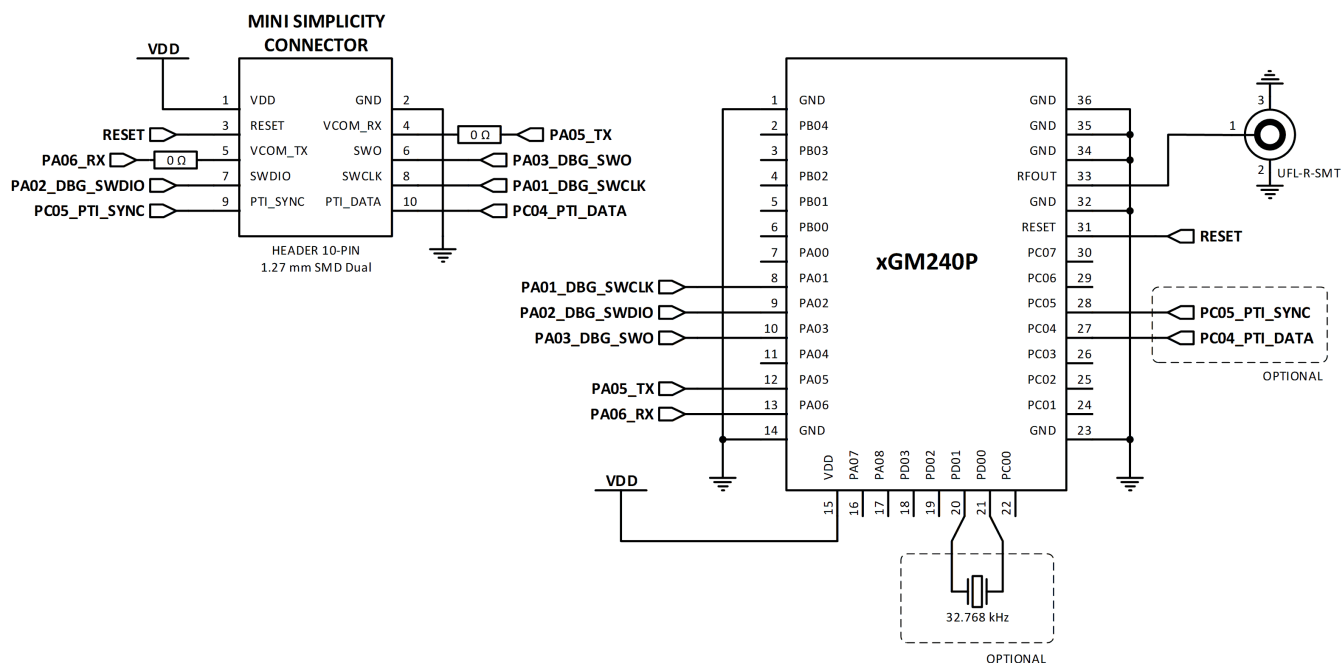 MINI SIMPLICITY
CONNECTOR
VDD
1 VDD GND 2
RESET 3 RESET VCOM_RX 4 0 Ω PA05_TX
PA06_RX 0 Ω 5 VCOM_TX SWO 6 PA03_DBG_SWO
PA02_DBG_SWDIO 7 SWDIO SWCLK 8 PA01_DBG_SWCLK
PC05_PTI_SYNC 9 PTI_SYNC PTI_DATA 10 PC04_PTI_DATA
HEADER 10-PIN
1.27 mm SMD Dual
xGM240P
1 GND
2 PB04
3 PB03
4 PB02
5 PB01
6 PB00
7 PA00
PA01_DBG_SWCLK 8 PA01
PA02_DBG_SWDIO 9 PA02
PA03_DBG_SWO 10 PA03
11 PA04
PA05_TX 12 PA05
PA06_RX 13 PA06
14 GND
GND 36
GND 35
GND 34
RFOUT 33
GND 32
RESET 31 RESET
PC07 30
PC06 29
PC05 28 PC05_PTI_SYNC
PC04 27 PC04_PTI_DATA
PC03 26
PC02 25
PC01 24
GND 23
OPTIONAL
3
1
2
UFL-R-SMT
VDD PA07 PA08 PD03 PD02 PD01 PD00 PC00
15 16 17 18 19 20 21 22
VDD
32.768 kHz
OPTIONAL